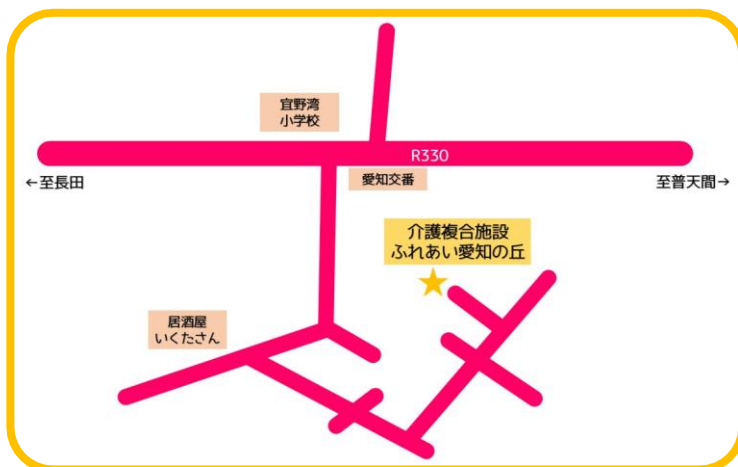 宜野湾
小学校
R330
←至長田
愛知交番
至普天間→
介護複合施設
ふれあい愛知の丘
居酒屋
いくたさん